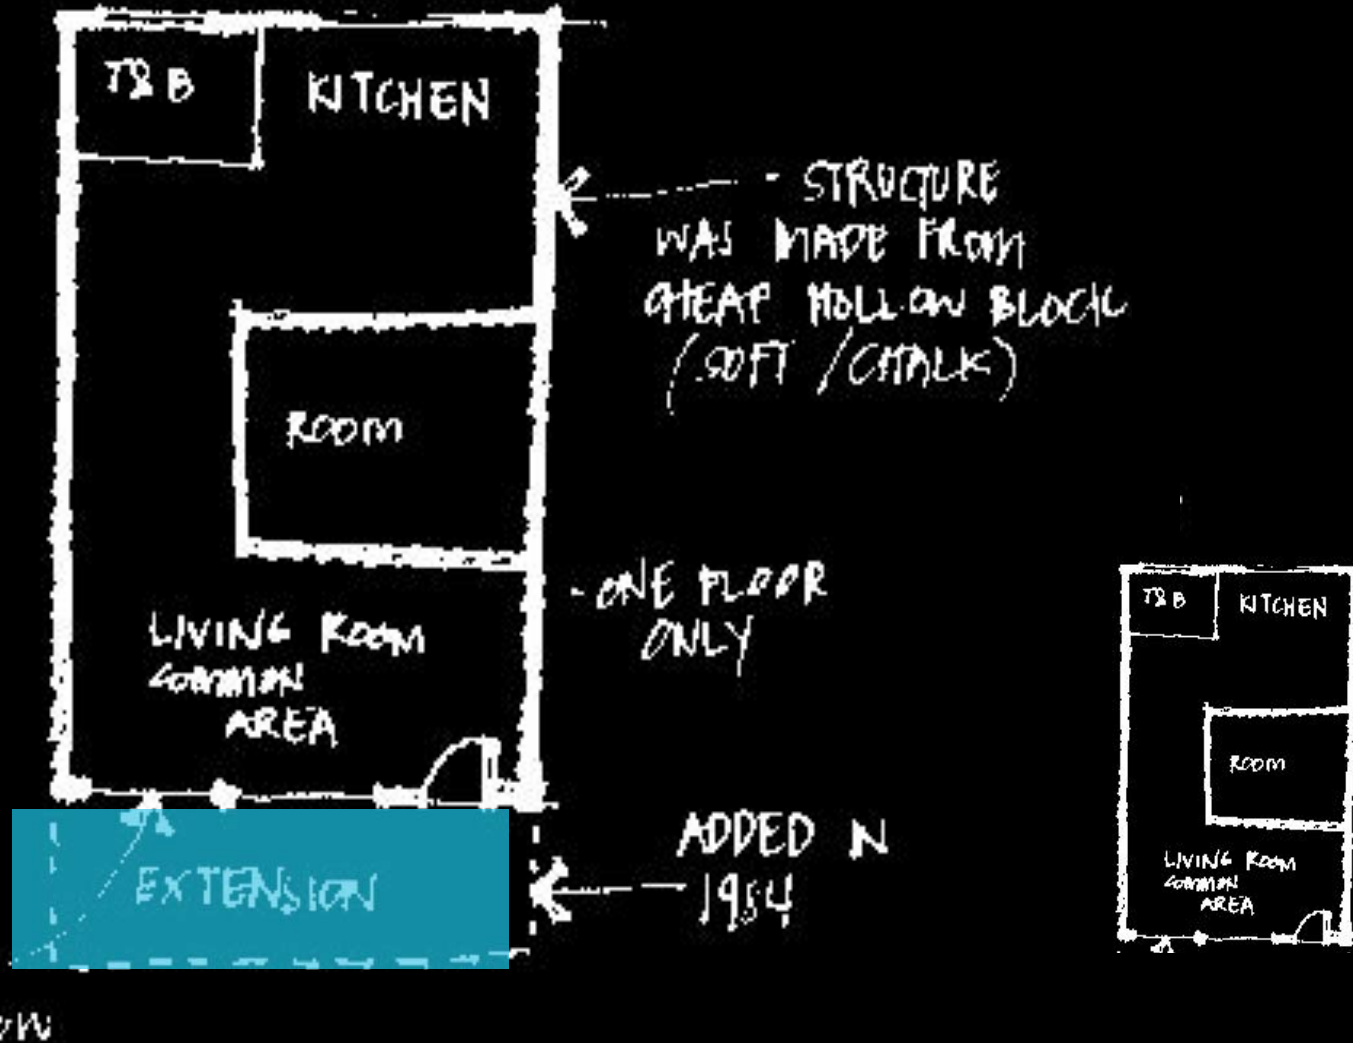 T&B
KITCHEN
STRUCTURE
WAS MADE FROM
CHEAP HOLLOW BLOCK
(SOFT / CHALK)
ROOM
- ONE FLOOR
ONLY
LIVING ROOM
COMMON
AREA
EXTENSION
ADDED IN
1984
T&B
KITCHEN
ROOM
LIVING ROOM
COMMON
AREA